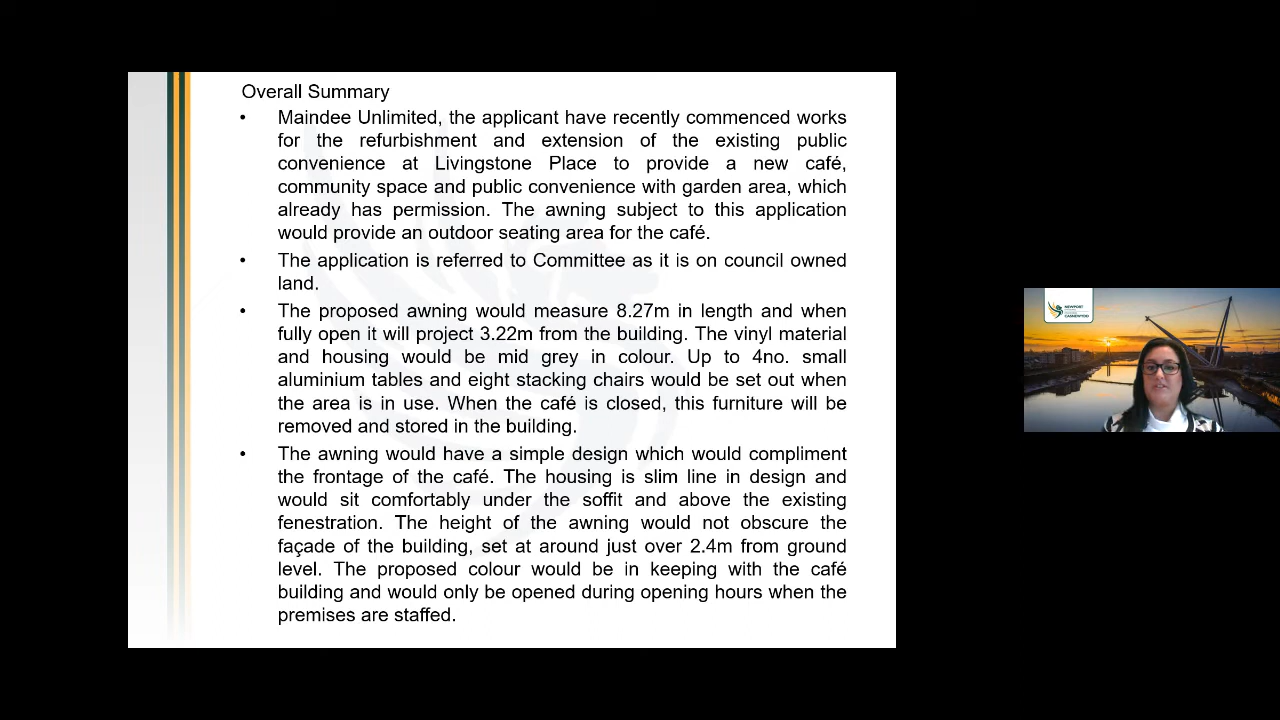 Overall Summary
• Maindee Unlimited, the applicant have recently commenced works
for the refurbishment and extension of the existing public
convenience at Livingstone Place to provide a new café,
community space and public convenience with garden area, which
already has permission. The awning subject to this application
would provide an outdoor seating area for the café.
• The application is referred to Committee as it is on council owned
land.
• The proposed awning would measure 8.27m in length and when
fully open it will project 3.22m from the building. The vinyl material
and housing would be mid grey in colour. Up to 4no. small
aluminium tables and eight stacking chairs would be set out when
the area is in use. When the café is closed, this furniture will be
removed and stored in the building.
• The awning would have a simple design which would compliment
the frontage of the café. The housing is slim line in design and
would sit comfortably under the soffit and above the existing
fenestration. The height of the awning would not obscure the
façade of the building, set at around just over 2.4m from ground
level. The proposed colour would be in keeping with the café
building and would only be opened during opening hours when the
premises are staffed.
NEWPORT
CASNEWYDD